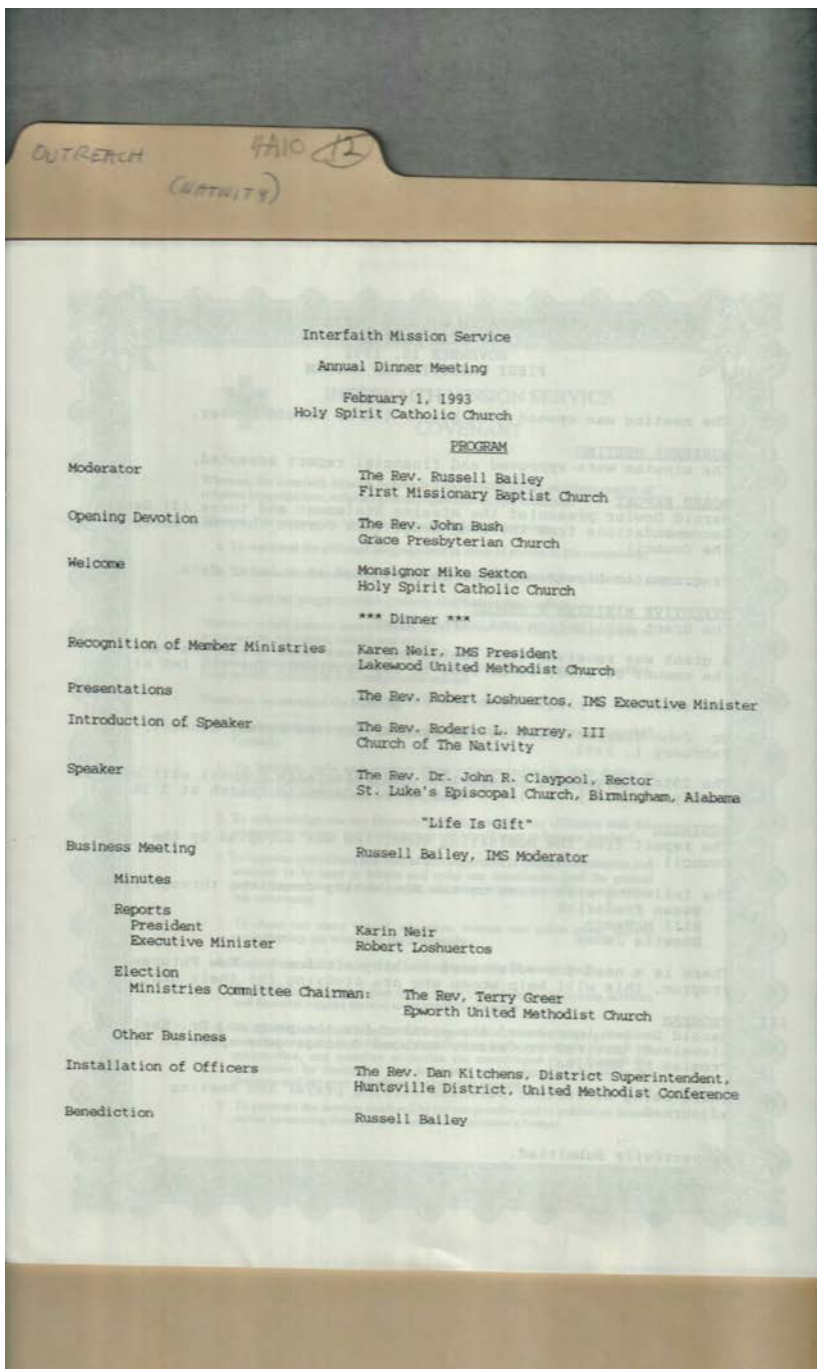 OUTREACH 4A10 12
(NATIVITY)
Interfaith Mission Service
Annual Dinner Meeting
February 1, 1993
Holy Spirit Catholic Church
PROGRAM
Moderator The Rev. Russell Bailey
First Missionary Baptist Church
Opening Devotion The Rev. John Bush
Grace Presbyterian Church
Welcome Monsignor Mike Sexton
Holy Spirit Catholic Church
*** Dinner ***
Recognition of Member Ministries Karen Neir, IMS President
Lakewood United Methodist Church
Presentations The Rev. Robert Loshuertos, IMS Executive Minister
Introduction of Speaker The Rev. Roderic L. Murrey, III
Church of The Nativity
Speaker The Rev. Dr. John R. Claypool, Rector
St. Luke's Episcopal Church, Birmingham, Alabama
"Life Is Gift"
Business Meeting Russell Bailey, IMS Moderator
Minutes
Reports
President Karin Neir
Executive Minister Robert Loshuertos
Election
Ministries Committee Chairman: The Rev, Terry Greer
Epworth United Methodist Church
Other Business
Installation of Officers The Rev. Dan Kitchens, District Superintendent,
Huntsville District, United Methodist Conference
Benediction Russell Bailey